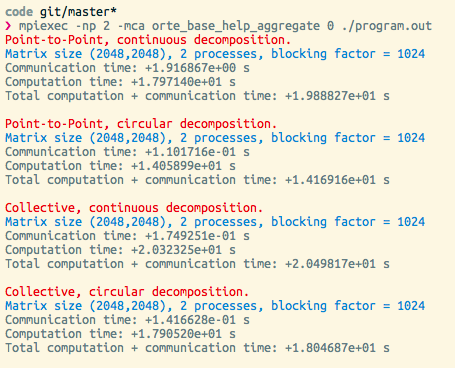 code git/master*
❯ mpiexec -np 2 -mca orte_base_help_aggregate 0 ./program.out
Point-to-Point, continuous decomposition.
Matrix size (2048,2048), 2 processes, blocking factor = 1024
Communication time: +1.916867e+00 s
Computation time: +1.797140e+01 s
Total computation + communication time: +1.988827e+01 s
Point-to-Point, circular decomposition.
Matrix size (2048,2048), 2 processes, blocking factor = 1024
Communication time: +1.101716e-01 s
Computation time: +1.405899e+01 s
Total computation + communication time: +1.416916e+01 s
Collective, continuous decomposition.
Matrix size (2048,2048), 2 processes, blocking factor = 1024
Communication time: +1.749251e-01 s
Computation time: +2.032325e+01 s
Total computation + communication time: +2.049817e+01 s
Collective, circular decomposition.
Matrix size (2048,2048), 2 processes, blocking factor = 1024
Communication time: +1.416628e-01 s
Computation time: +1.790520e+01 s
Total computation + communication time: +1.804687e+01 s